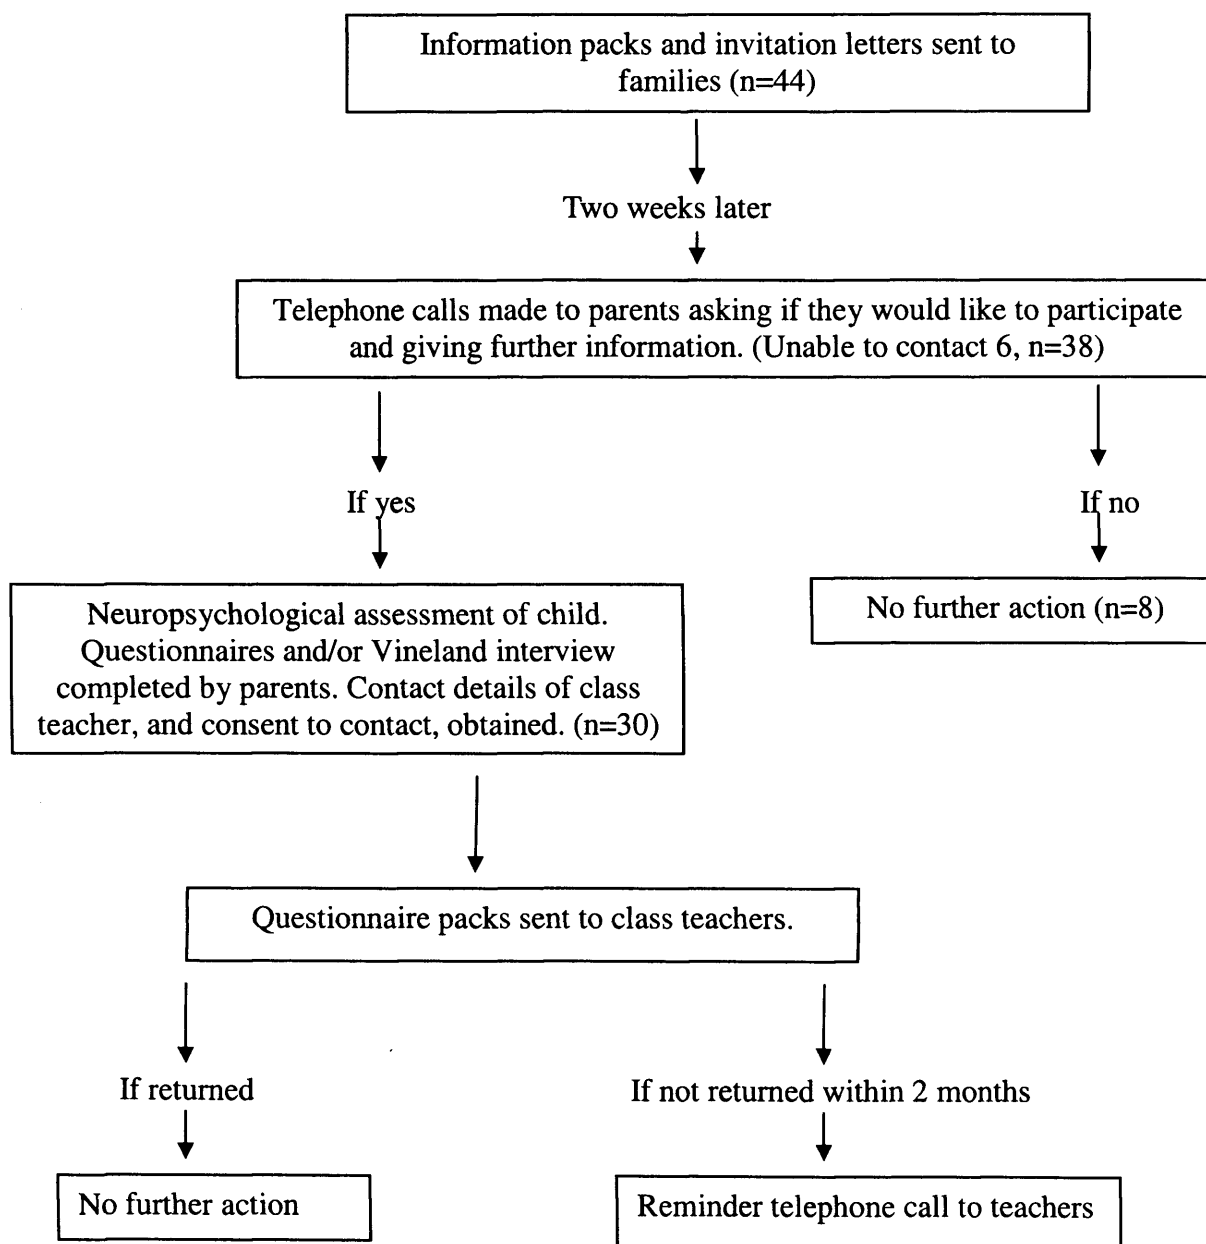 Information packs and invitation letters sent to
families (n=44)
Two weeks later
Telephone calls made to parents asking if they would like to participate
and giving further information. (Unable to contact 6, n=38)
If yes
If no
Neuropsychological assessment of child.
Questionnaires and/or Vineland interview
completed by parents. Contact details of class
teacher, and consent to contact, obtained. (n=30)
No further action (n=8)
Questionnaire packs sent to class teachers.
If returned
If not returned within 2 months
No further action
Reminder telephone call to teachers